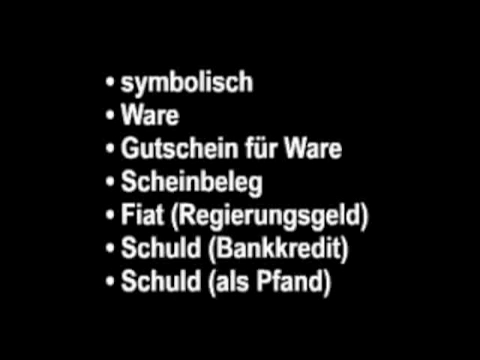 • symbolisch
• Ware
• Gutschein für Ware
• Scheinbeleg
• Fiat (Regierungsgeld)
• Schuld (Bankkredit)
• Schuld (als Pfand)